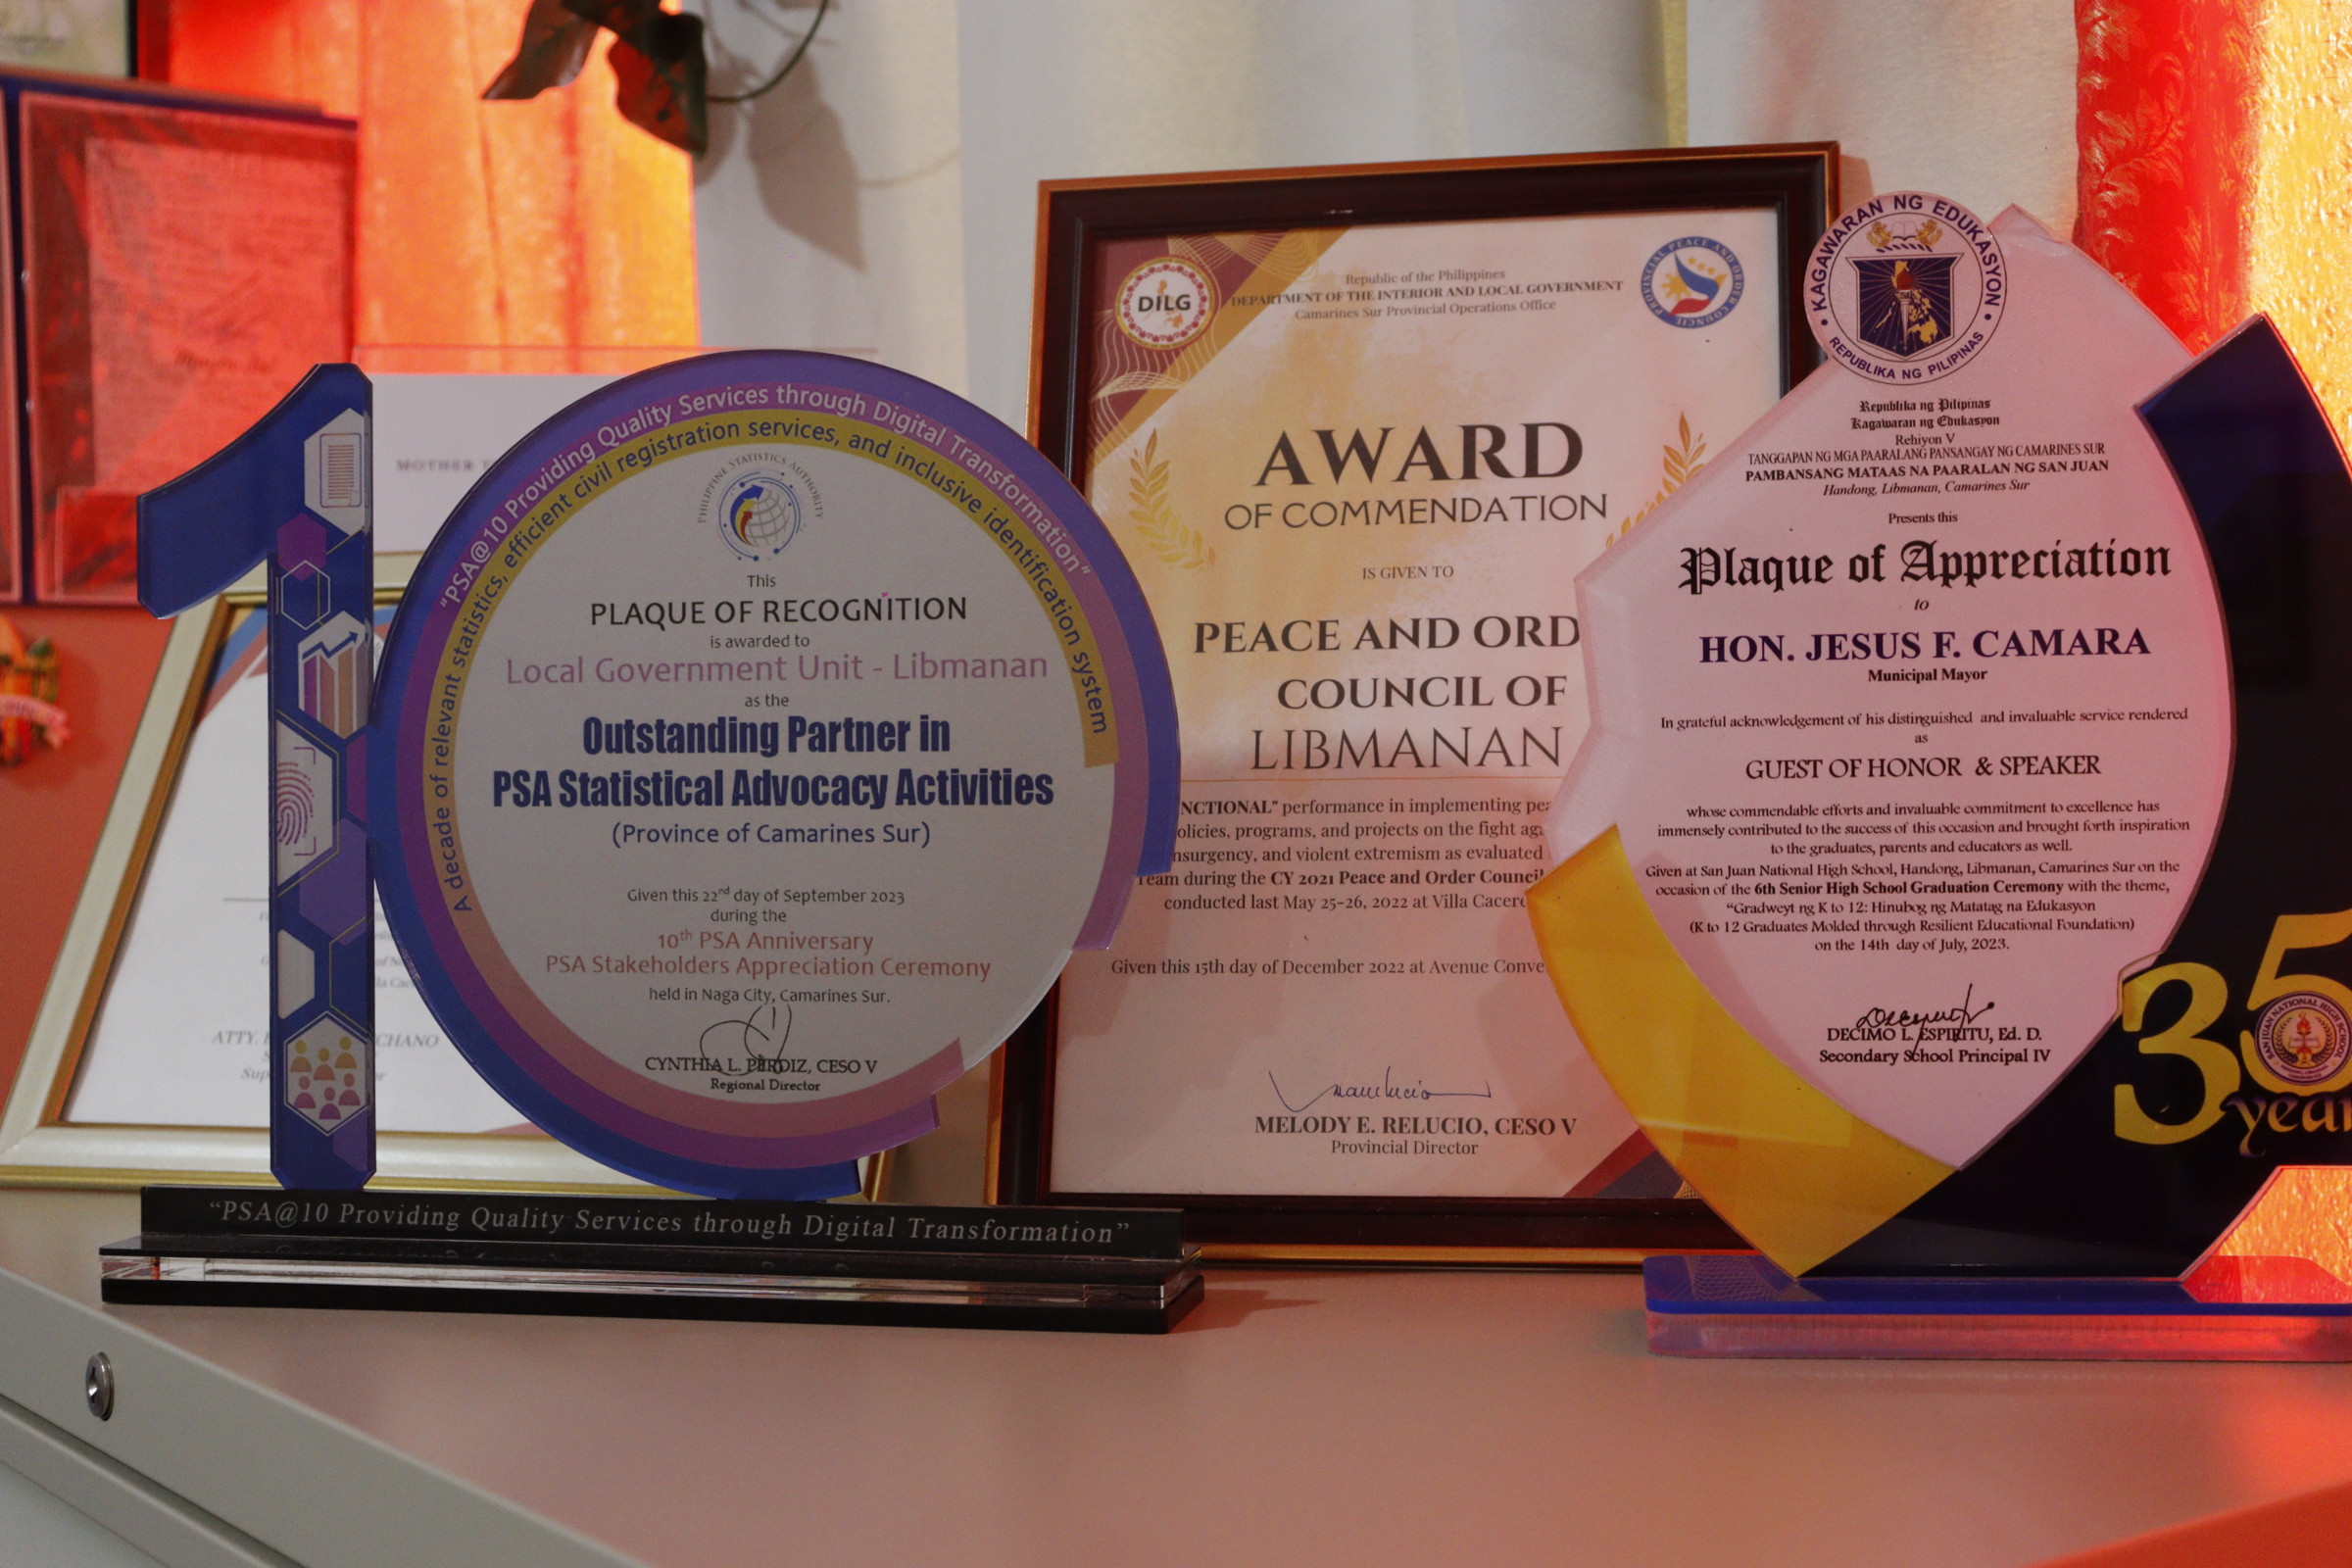 "PSA@10 Providing Quality Services through Digital Transformation"
A decade of relevant statistics, efficient civil registration services, and inclusive identification system
PHILIPPINE STATISTICS AUTHORITY
This
PLAQUE OF RECOGNITION
is awarded to
Local Government Unit - Libmanan
as the
Outstanding Partner in
PSA Statistical Advocacy Activities
(Province of Camarines Sur)
Given this 22nd day of September 2023
during the
10th PSA Anniversary
PSA Stakeholders Appreciation Ceremony
held in Naga City, Camarines Sur.
CYNTHIA L. PERDIZ, CESO V
Regional Director
"PSA@10 Providing Quality Services through Digital Transformation"
MOTHER
ATTY.
CHANO
DILG
Republic of the Philippines
DEPARTMENT OF THE INTERIOR AND LOCAL GOVERNMENT
Camarines Sur Provincial Operations Office
PROVINCIAL PEACE AND ORDER COUNCIL
AWARD
OF COMMENDATION
IS GIVEN TO
PEACE AND ORD
COUNCIL OF
LIBMANAN
NCTIONAL" performance in implementing pea
olicies, programs, and projects on the fight aga
nsurgency, and violent extremism as evaluated
Team during the CY 2021 Peace and Order Council
conducted last May 25-26, 2022 at Villa Cacere
Given this 15th day of December 2022 at Avenue Conve
MELODY E. RELUCIO, CESO V
Provincial Director
KAGAWARAN NG EDUKASYON
REPUBLIKA NG PILIPINAS
Republika ng Pilipinas
Kagawaran ng Edukasyon
Rehiyon V
TANGGAPAN NG MGA PAARALANG PANSANGAY NG CAMARINES SUR
PAMBANSANG MATAAS NA PAARALAN NG SAN JUAN
Handong, Libmanan, Camarines Sur
Presents this
Plaque of Appreciation
to
HON. JESUS F. CAMARA
Municipal Mayor
In grateful acknowledgement of his distinguished and invaluable service rendered
as
GUEST OF HONOR & SPEAKER
whose commendable efforts and invaluable commitment to excellence has
immensely contributed to the success of this occasion and brought forth inspiration
to the graduates, parents and educators as well.
Given at San Juan National High School, Handong, Libmanan, Camarines Sur on the
occasion of the 6th Senior High School Graduation Ceremony with the theme,
"Gradweyt ng K to 12: Hinubog ng Matatag na Edukasyon
(K to 12 Graduates Molded through Resilient Educational Foundation)
on the 14th day of July, 2023.
DECIMO L. ESPIRITU, Ed. D.
Secondary School Principal IV
35
year
SAN JUAN NATIONAL HIGH SCHOOL